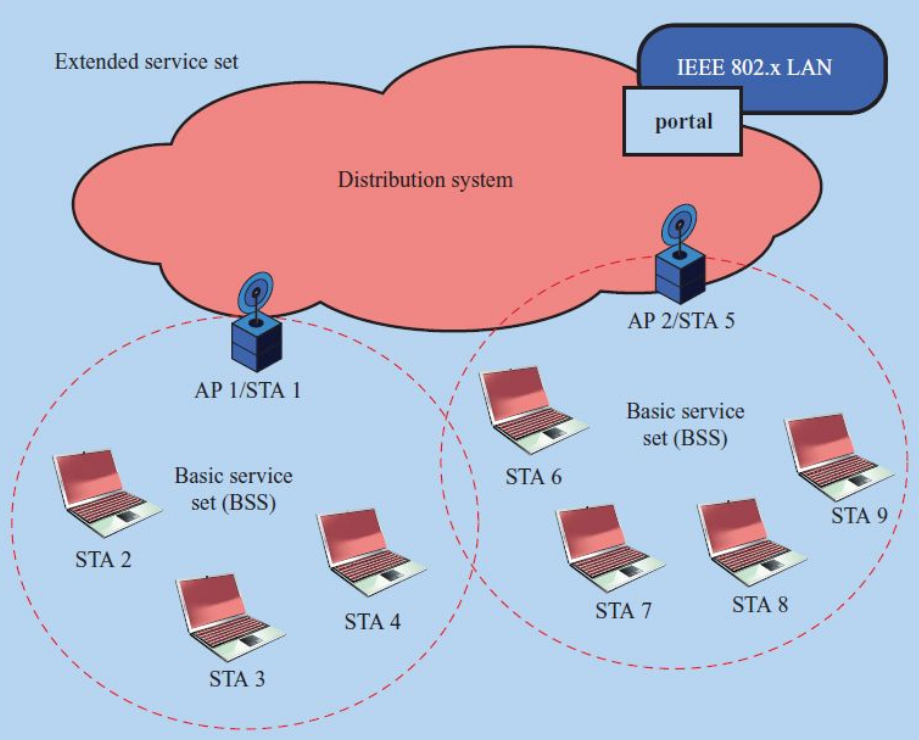 Extended service set
IEEE 802.x LAN
portal
Distribution system
AP 2/STA 5
AP 1/STA 1
Basic service
set (BSS)
STA 6
STA 9
Basic service
set (BSS)
STA 2
STA 7
STA 8
STA 4
STA 3